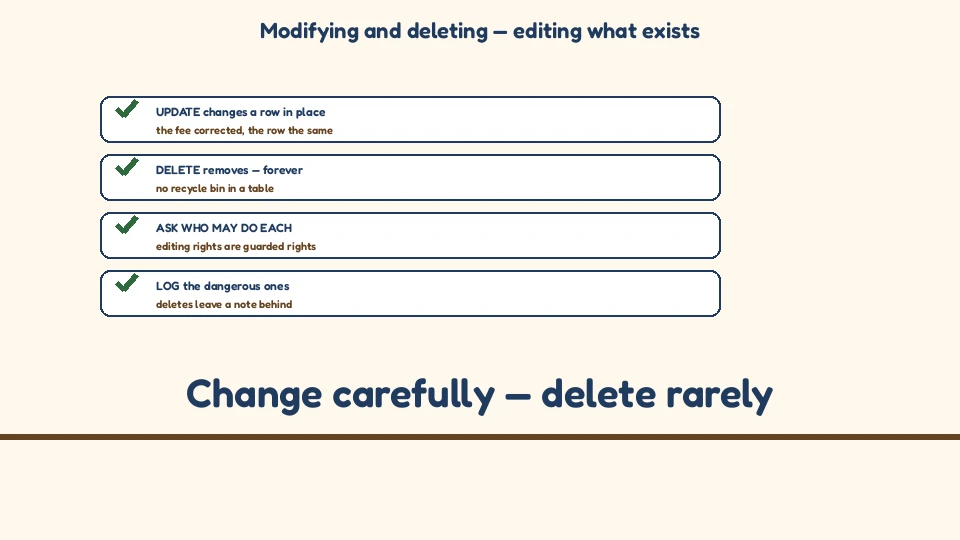 Modifying and deleting — editing what exists
UPDATE changes a row in place
the fee corrected, the row the same
DELETE removes — forever
no recycle bin in a table
ASK WHO MAY DO EACH
editing rights are guarded rights
LOG the dangerous ones
deletes leave a note behind
Change carefully — delete rarely